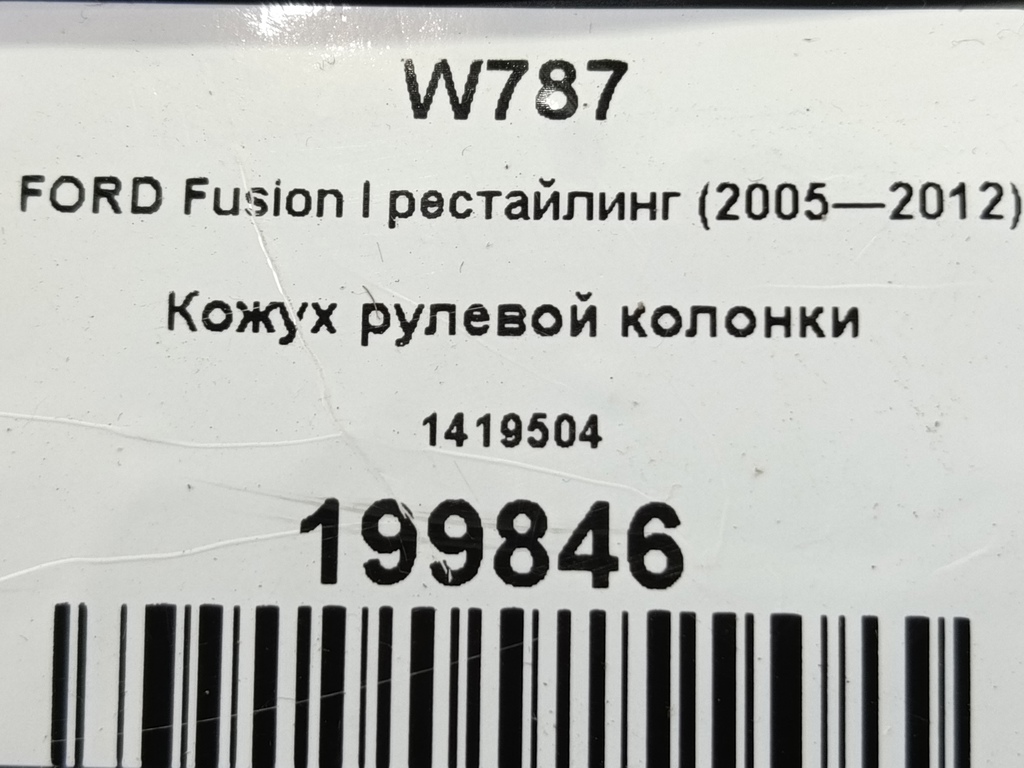 W787
FORD Fusion I рестайлинг (2005—2012)
Кожух рулевой колонки
1419504
199846